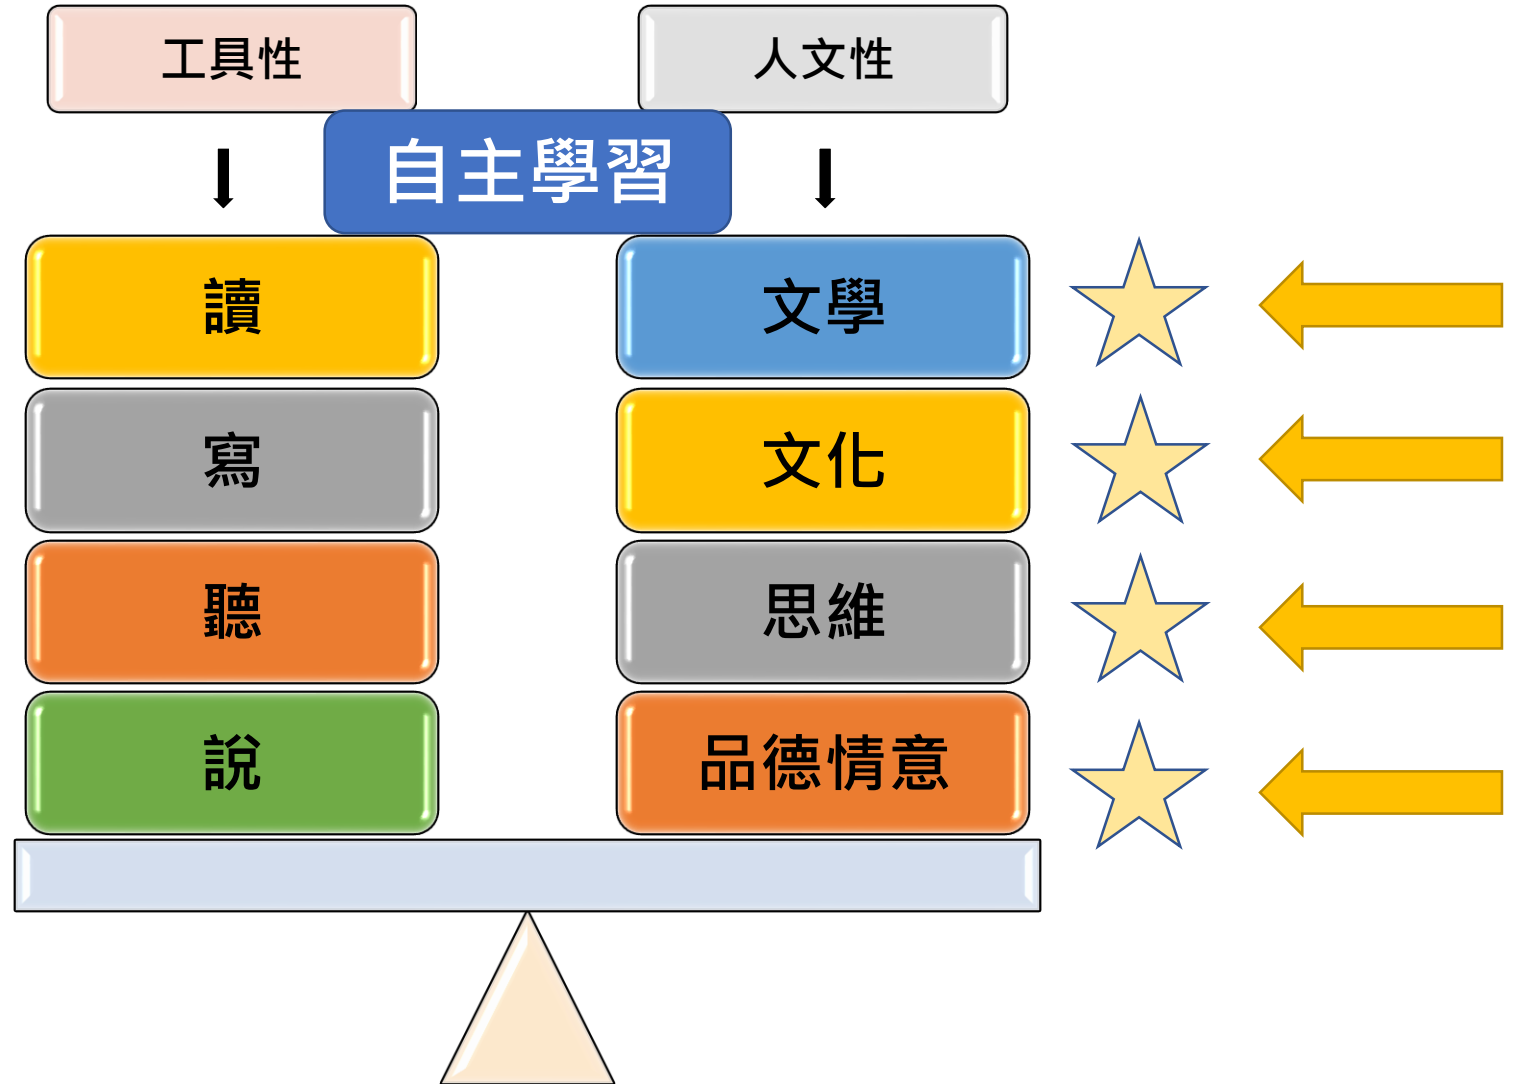 工具性
人文性
自主學習
讀
文學
寫
文化
聽
思維
說
品德情意